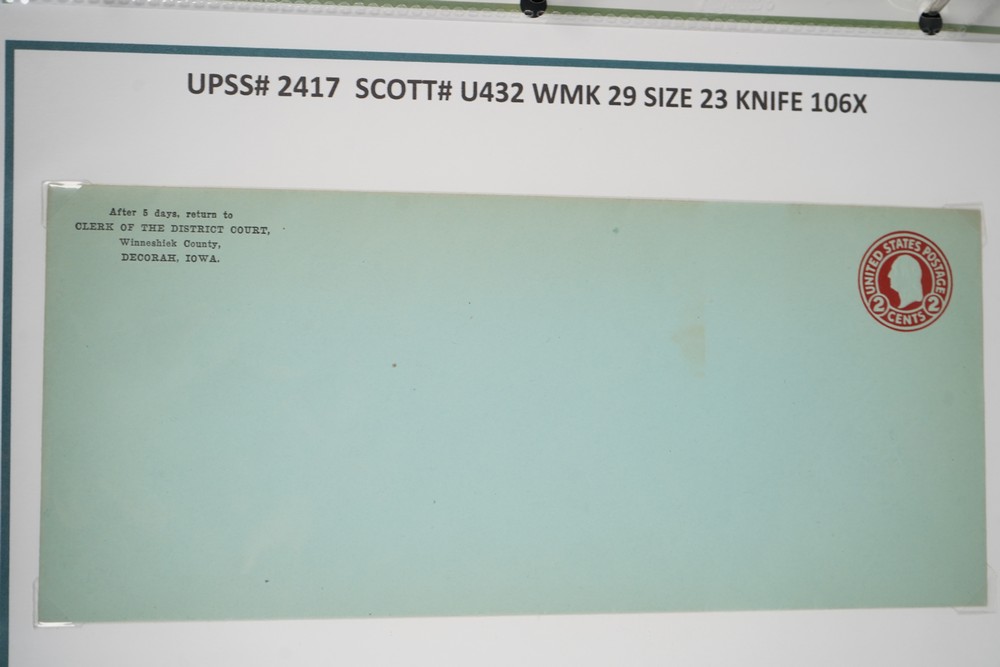 UPSS# 2417 SCOTT# U432 WMK 29 SIZE 23 KNIFE 106X
After 5 days, return to
CLERK OF THE DISTRICT COURT,
Winneshiek County,
DECORAH, IOWA.
UNITED STATES POSTAGE
2 CENTS 2